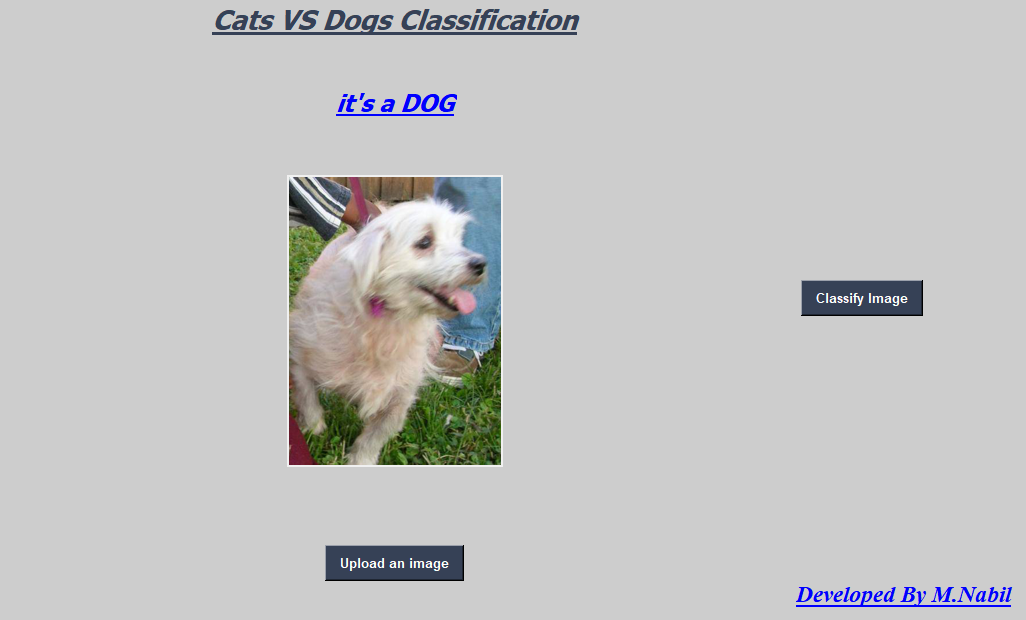 Cats VS Dogs Classification
it's a DOG
Classify Image
Upload an image
Developed By M.Nabil